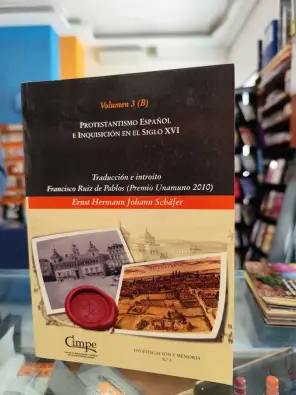 Volumen 3 (B)
PROTESTANTISMO ESPAÑOL
E INQUISICIÓN EN EL SIGLO XVI
Traducción e introito
Francisco Ruiz de Pablos (Premio Unamuno 2010)
Ernst Hermann Johann Schäfer
Cimpe
INVESTIGACIÓN Y MEMORIA